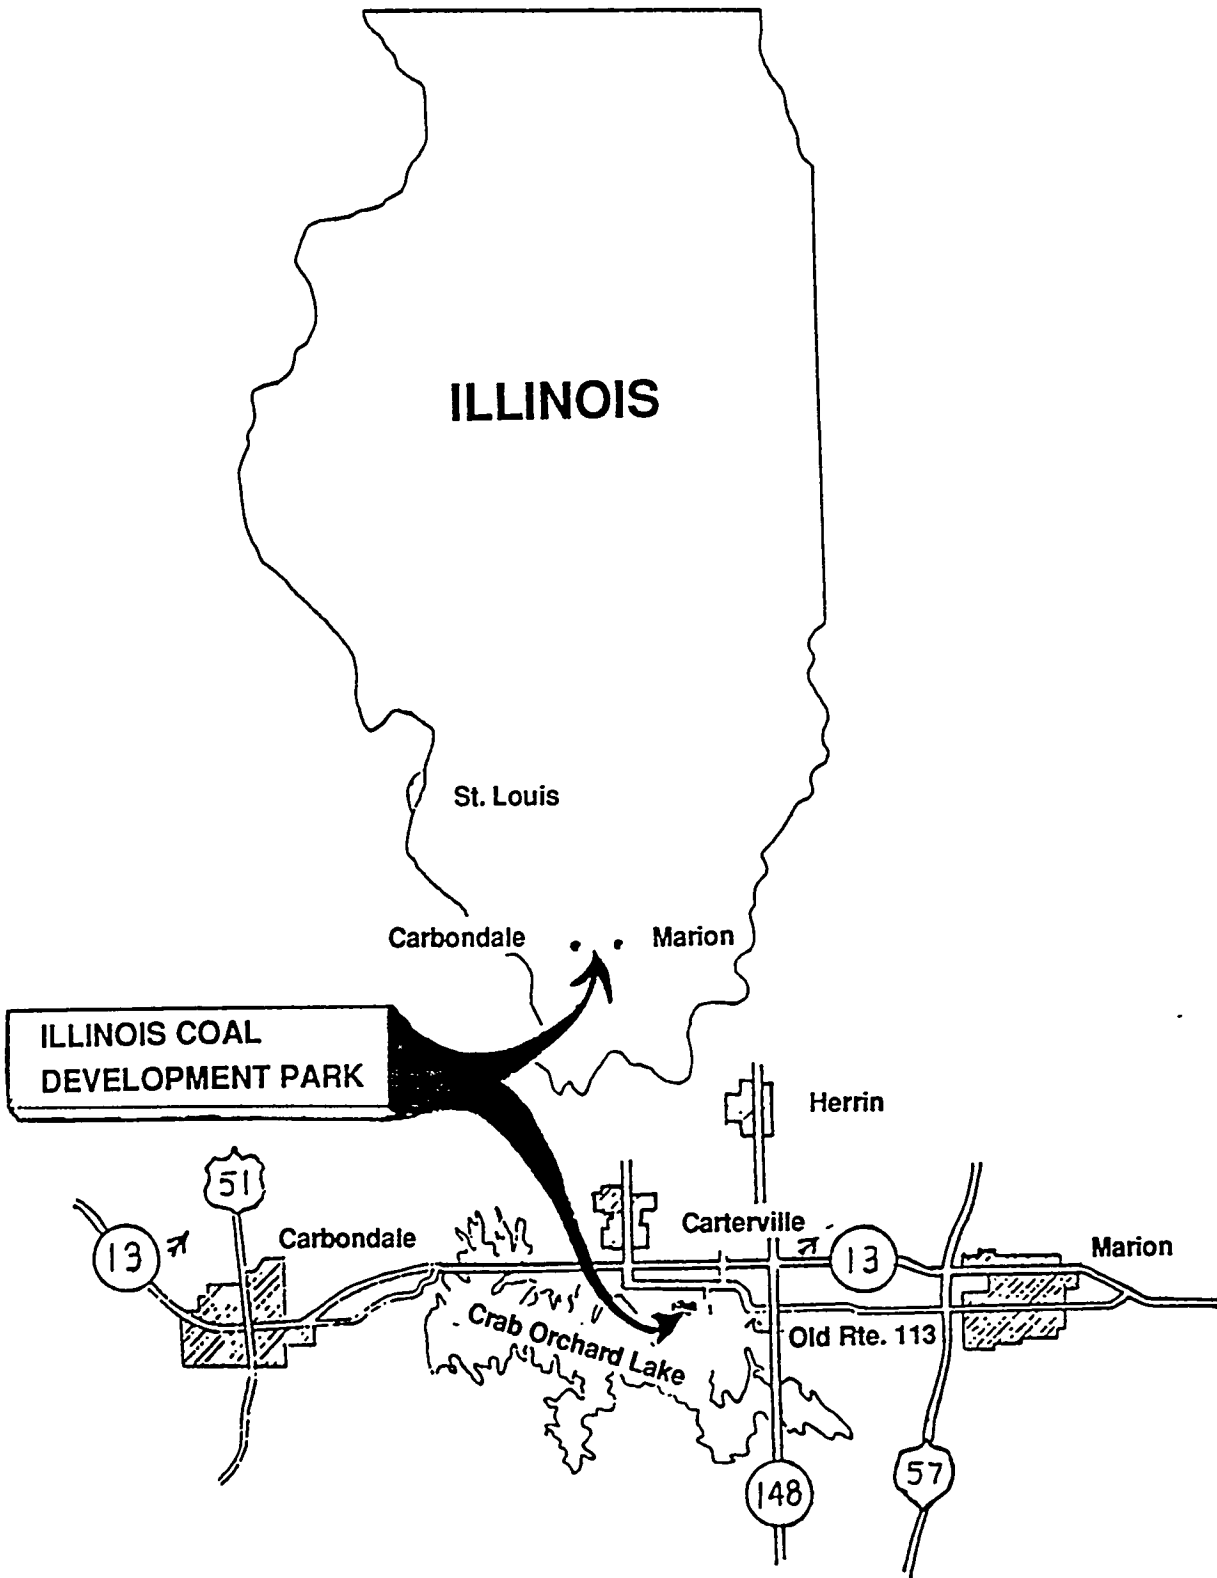 ILLINOIS
St. Louis
Carbondale
Marion
ILLINOIS COAL
DEVELOPMENT PARK
Herrin
51
Carterville
13
Carbondale
13
Marion
Crab Orchard Lake
Old Rte. 113
57
148